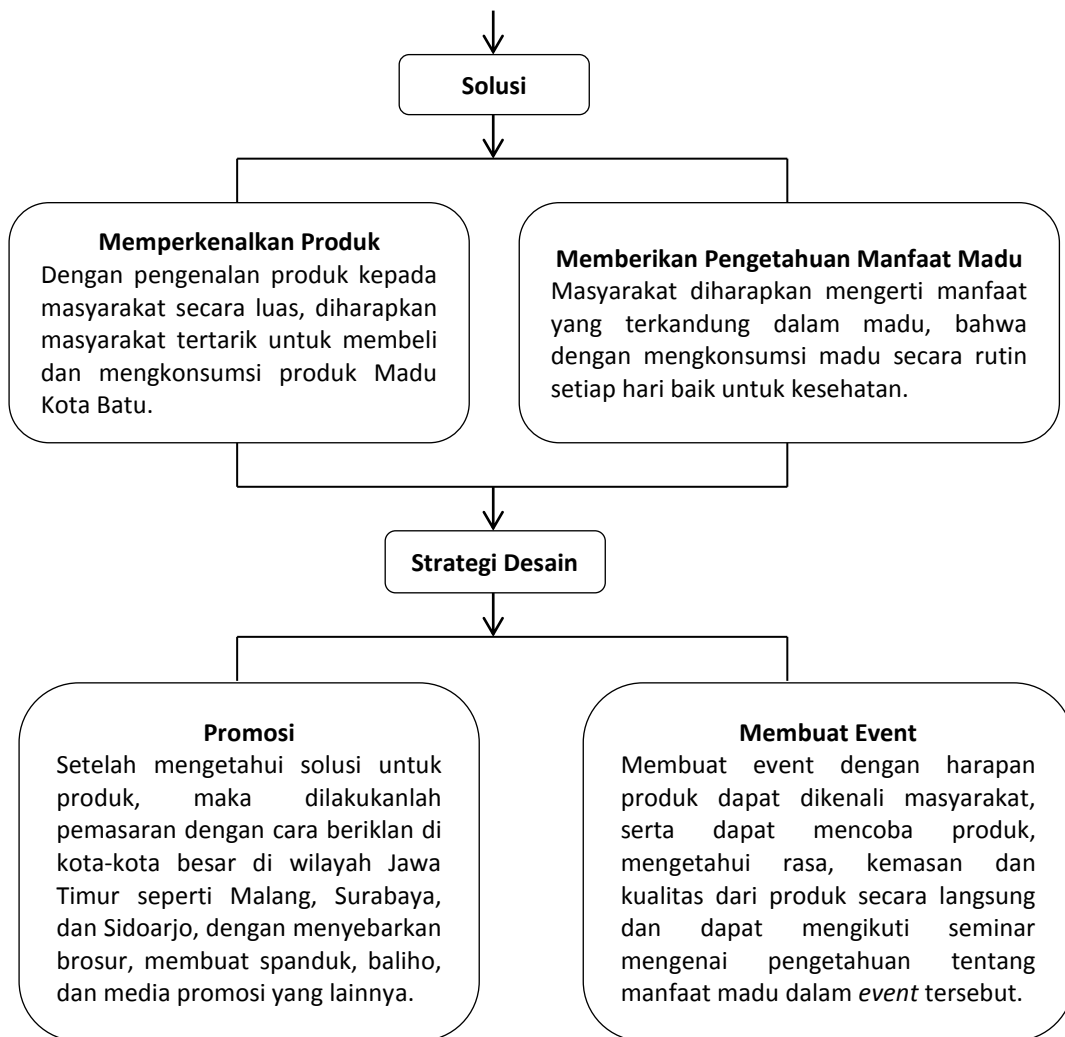 Solusi
Memperkenalkan Produk
Dengan pengenalan produk kepada
masyarakat secara luas, diharapkan
masyarakat tertarik untuk membeli
dan mengkonsumsi produk Madu
Kota Batu.
Memberikan Pengetahuan Manfaat Madu
Masyarakat diharapkan mengerti manfaat
yang terkandung dalam madu, bahwa
dengan mengkonsumsi madu secara rutin
setiap hari baik untuk kesehatan.
Strategi Desain
Promosi
Setelah mengetahui solusi untuk
produk, maka dilakukanlah
pemasaran dengan cara beriklan di
kota-kota besar di wilayah Jawa
Timur seperti Malang, Surabaya,
dan Sidoarjo, dengan menyebarkan
brosur, membuat spanduk, baliho,
dan media promosi yang lainnya.
Membuat Event
Membuat event dengan harapan
produk dapat dikenali masyarakat,
serta dapat mencoba produk,
mengetahui rasa, kemasan dan
kualitas dari produk secara langsung
dan dapat mengikuti seminar
mengenai pengetahuan tentang
manfaat madu dalam event tersebut.